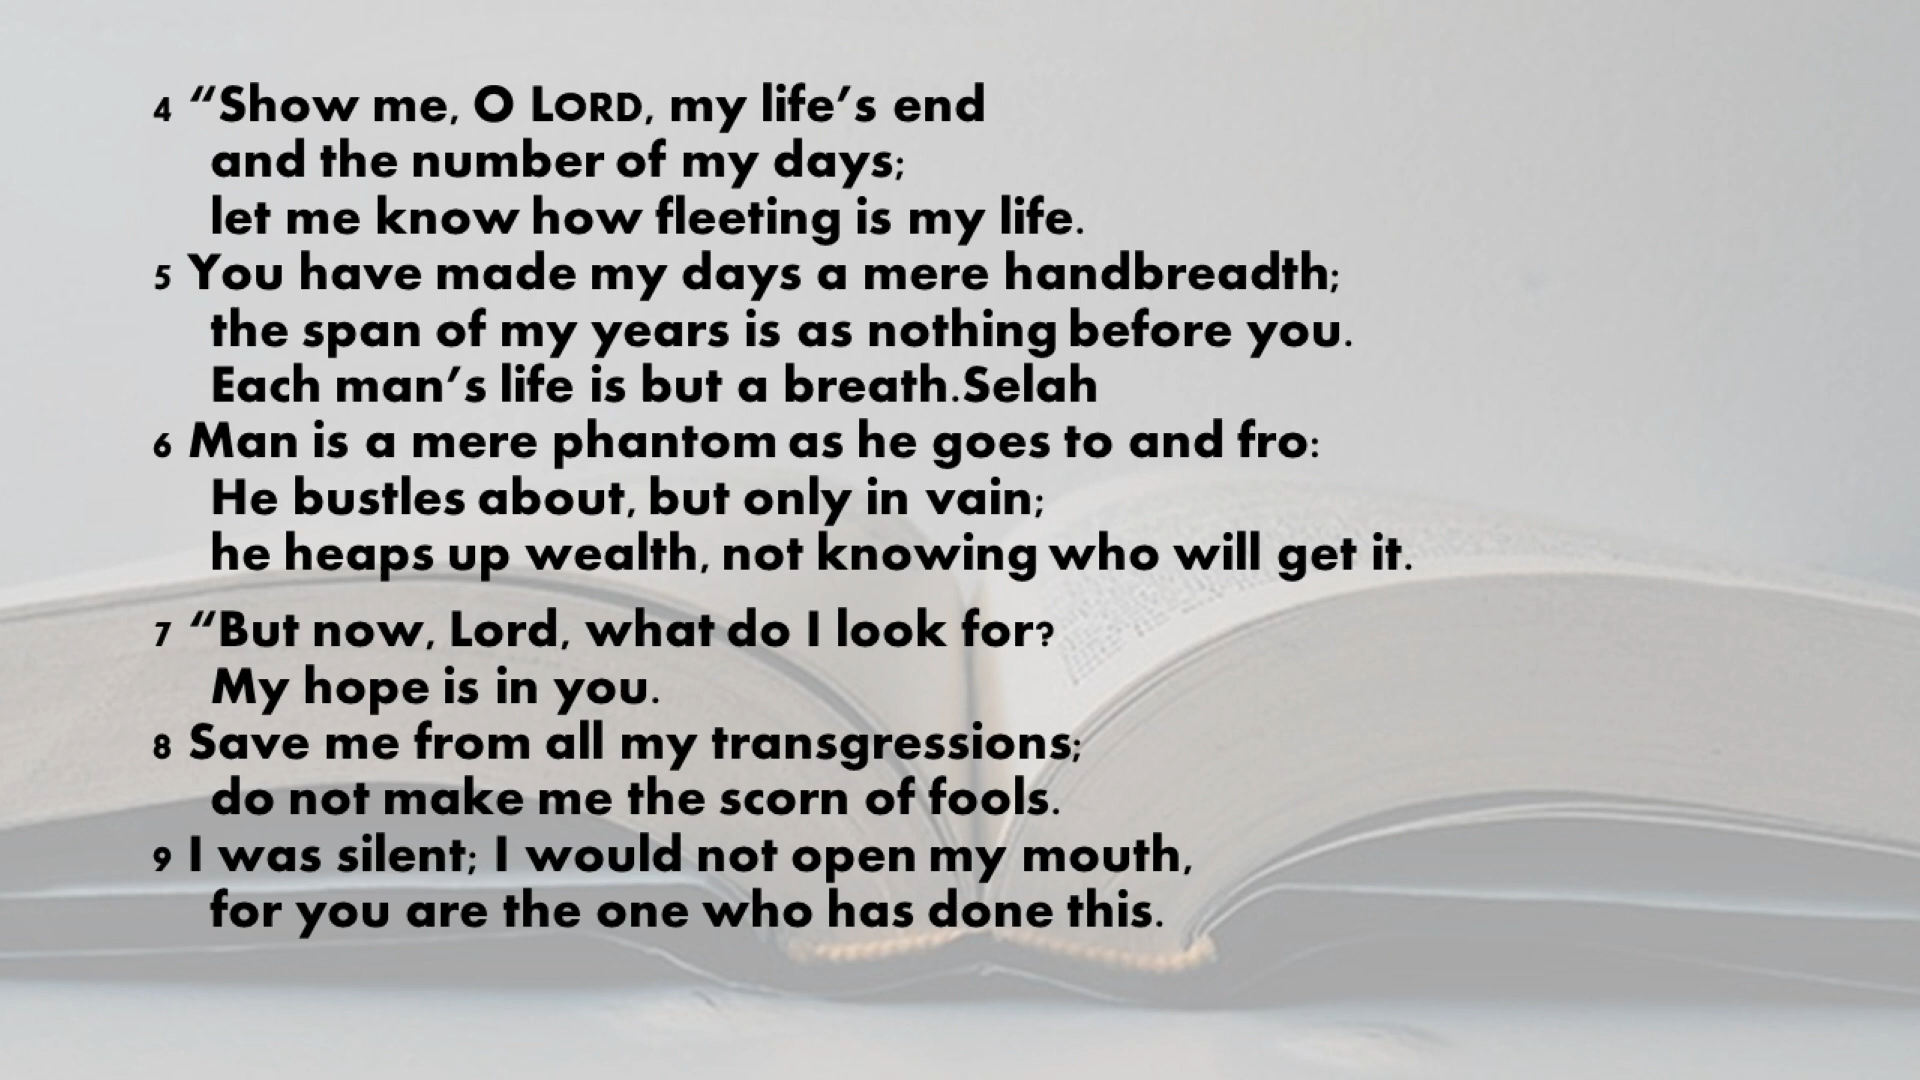 4 “Show me, O LORD, my life’s end
and the number of my days;
let me know how fleeting is my life.
5 You have made my days a mere handbreadth;
the span of my years is as nothing before you.
Each man’s life is but a breath.Selah
6 Man is a mere phantom as he goes to and fro:
He bustles about, but only in vain;
he heaps up wealth, not knowing who will get it.
7 “But now, Lord, what do I look for?
My hope is in you.
8 Save me from all my transgressions;
do not make me the scorn of fools.
9 I was silent; I would not open my mouth,
for you are the one who has done this.